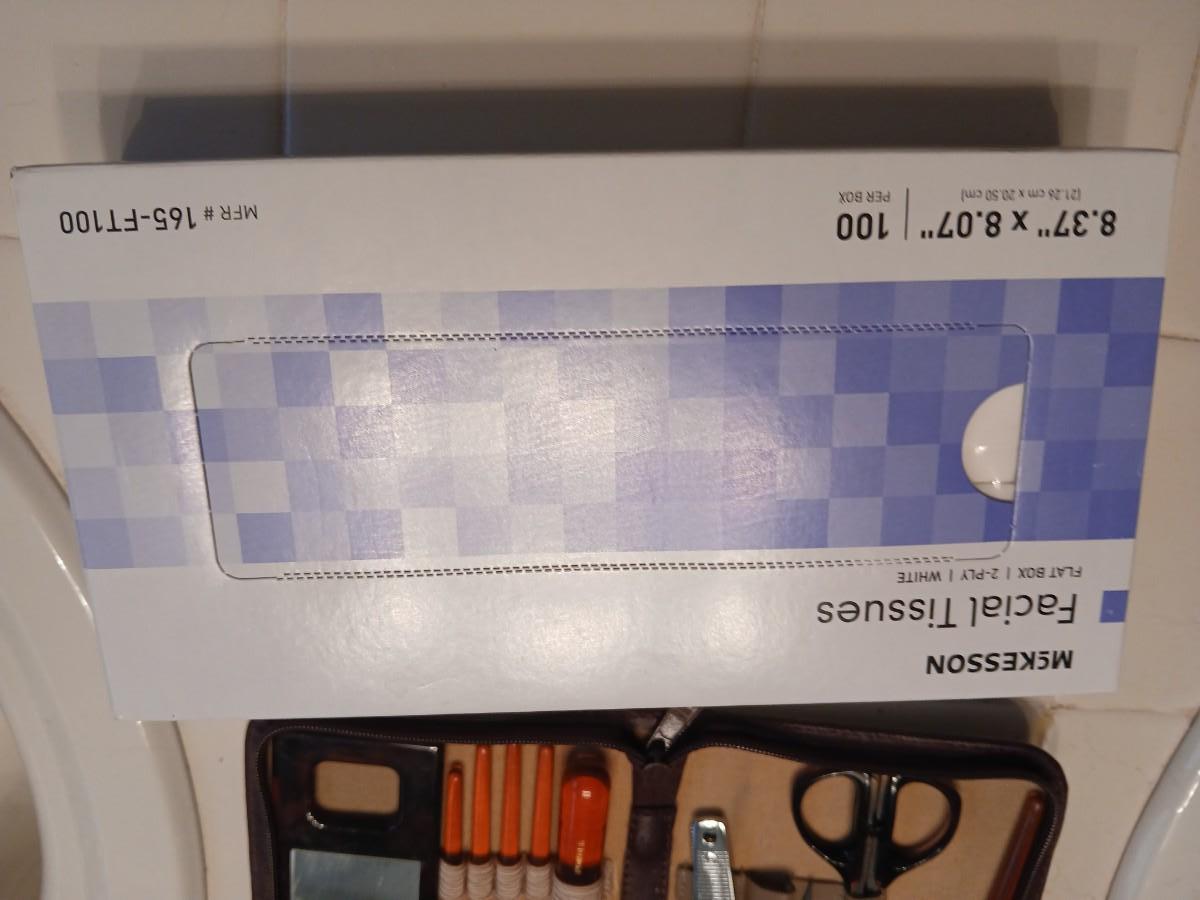 McKESSON
Facial Tissues
FLAT BOX | 2-PLY | WHITE
8.37" x 8.07"
(21.26 cm x 20.50 cm)
100
PER BOX
MFR # 165-FT100